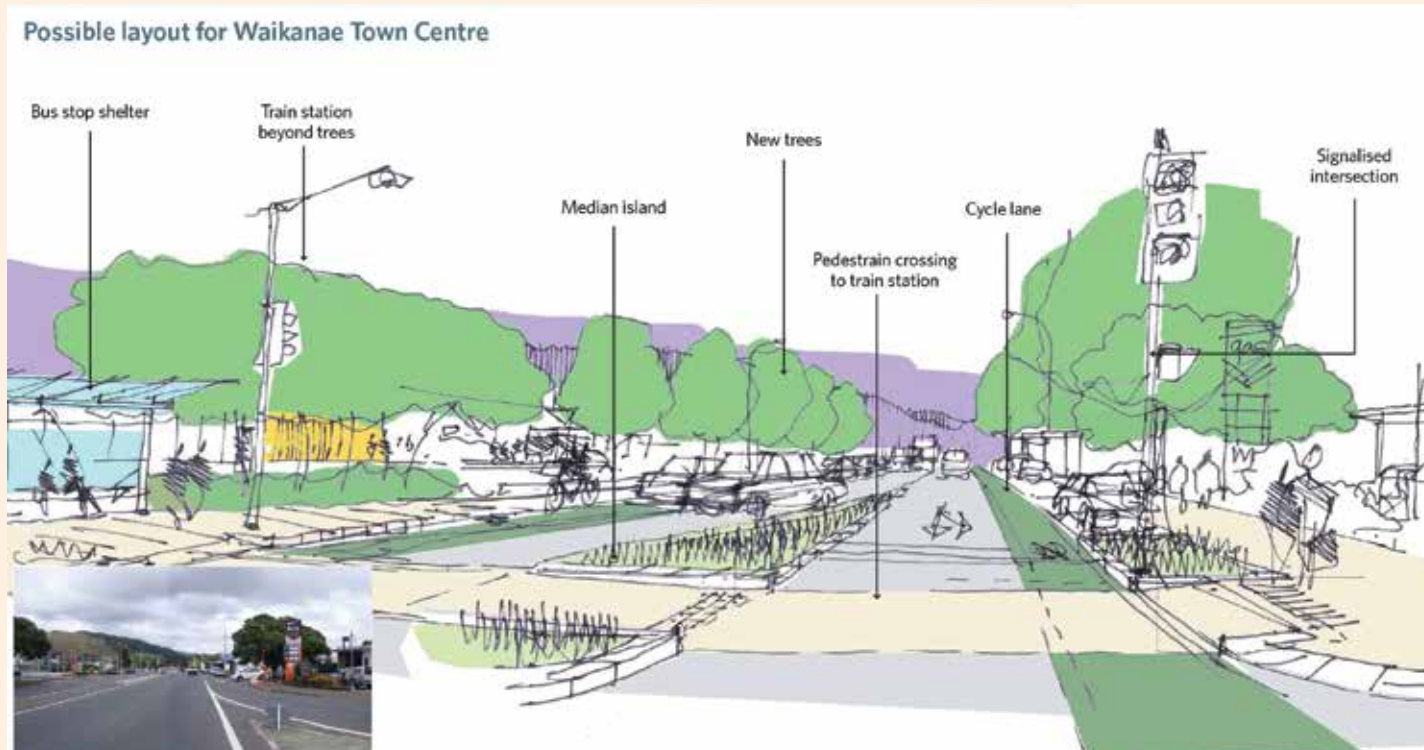 Possible layout for Waikanae Town Centre
Bus stop shelter
Train station
beyond trees
Median island
New trees
Pedestrain crossing
to train station
Cycle lane
Signalised
intersection